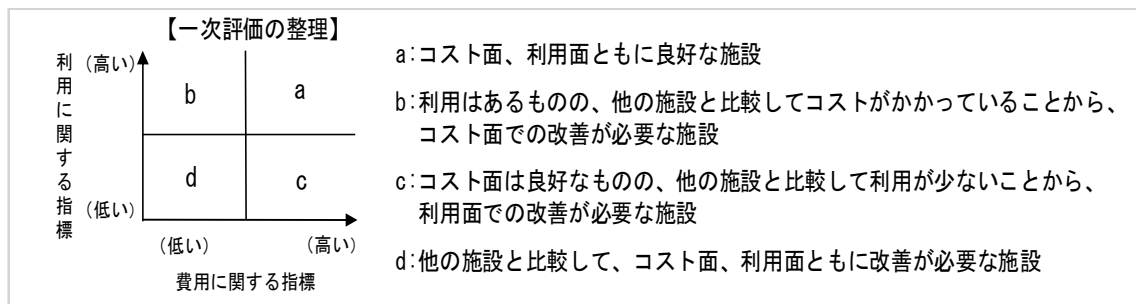 【一次評価の整理】
利用に関する指標
(高い)
(低い)
b
a
d
c
(低い)
(高い)
費用に関する指標
a:コスト面、利用面ともに良好な施設
b:利用はあるものの、他の施設と比較してコストがかかっていることから、
コスト面での改善が必要な施設
c:コスト面は良好なものの、他の施設と比較して利用が少ないことから、
利用面での改善が必要な施設
d:他の施設と比較して、コスト面、利用面ともに改善が必要な施設